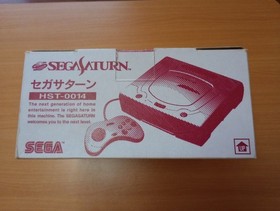 SEGASATURN
セガサターン
HST-0014
The next generation of home
entertainment is right here in
this machine. The SEGASATURN
welcomes you to the next level.
SEGA